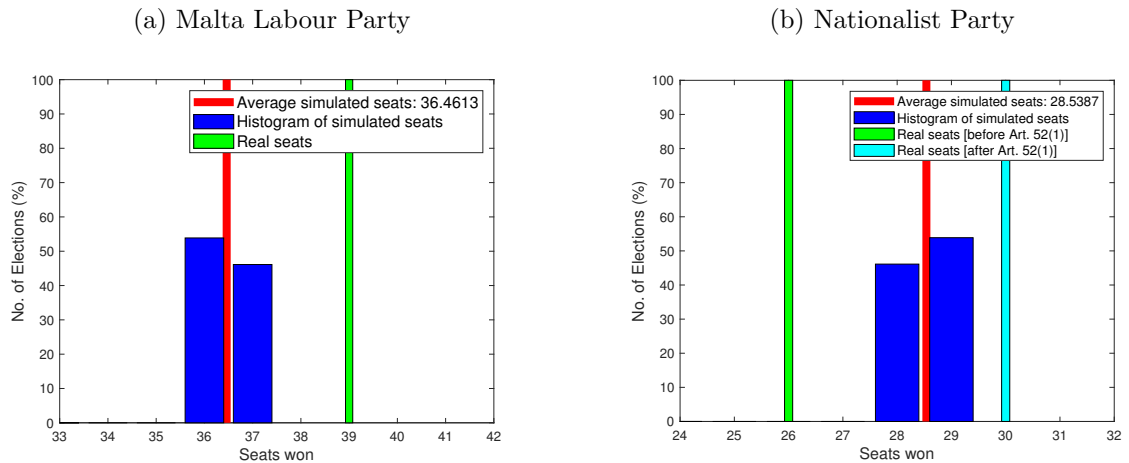 (a) Malta Labour Party
100
90
80
70
60
50
40
30
20
10
0
No. of Elections (%)
Average simulated seats: 36.4613
Histogram of simulated seats
Real seats
33 34 35 36 37 38 39 40 41 42
Seats won
(b) Nationalist Party
100
90
80
70
60
50
40
30
20
10
0
No. of Elections (%)
Average simulated seats: 28.5387
Histogram of simulated seats
Real seats [before Art. 52(1)]
Real seats [after Art. 52(1)]
24 25 26 27 28 29 30 31 32
Seats won